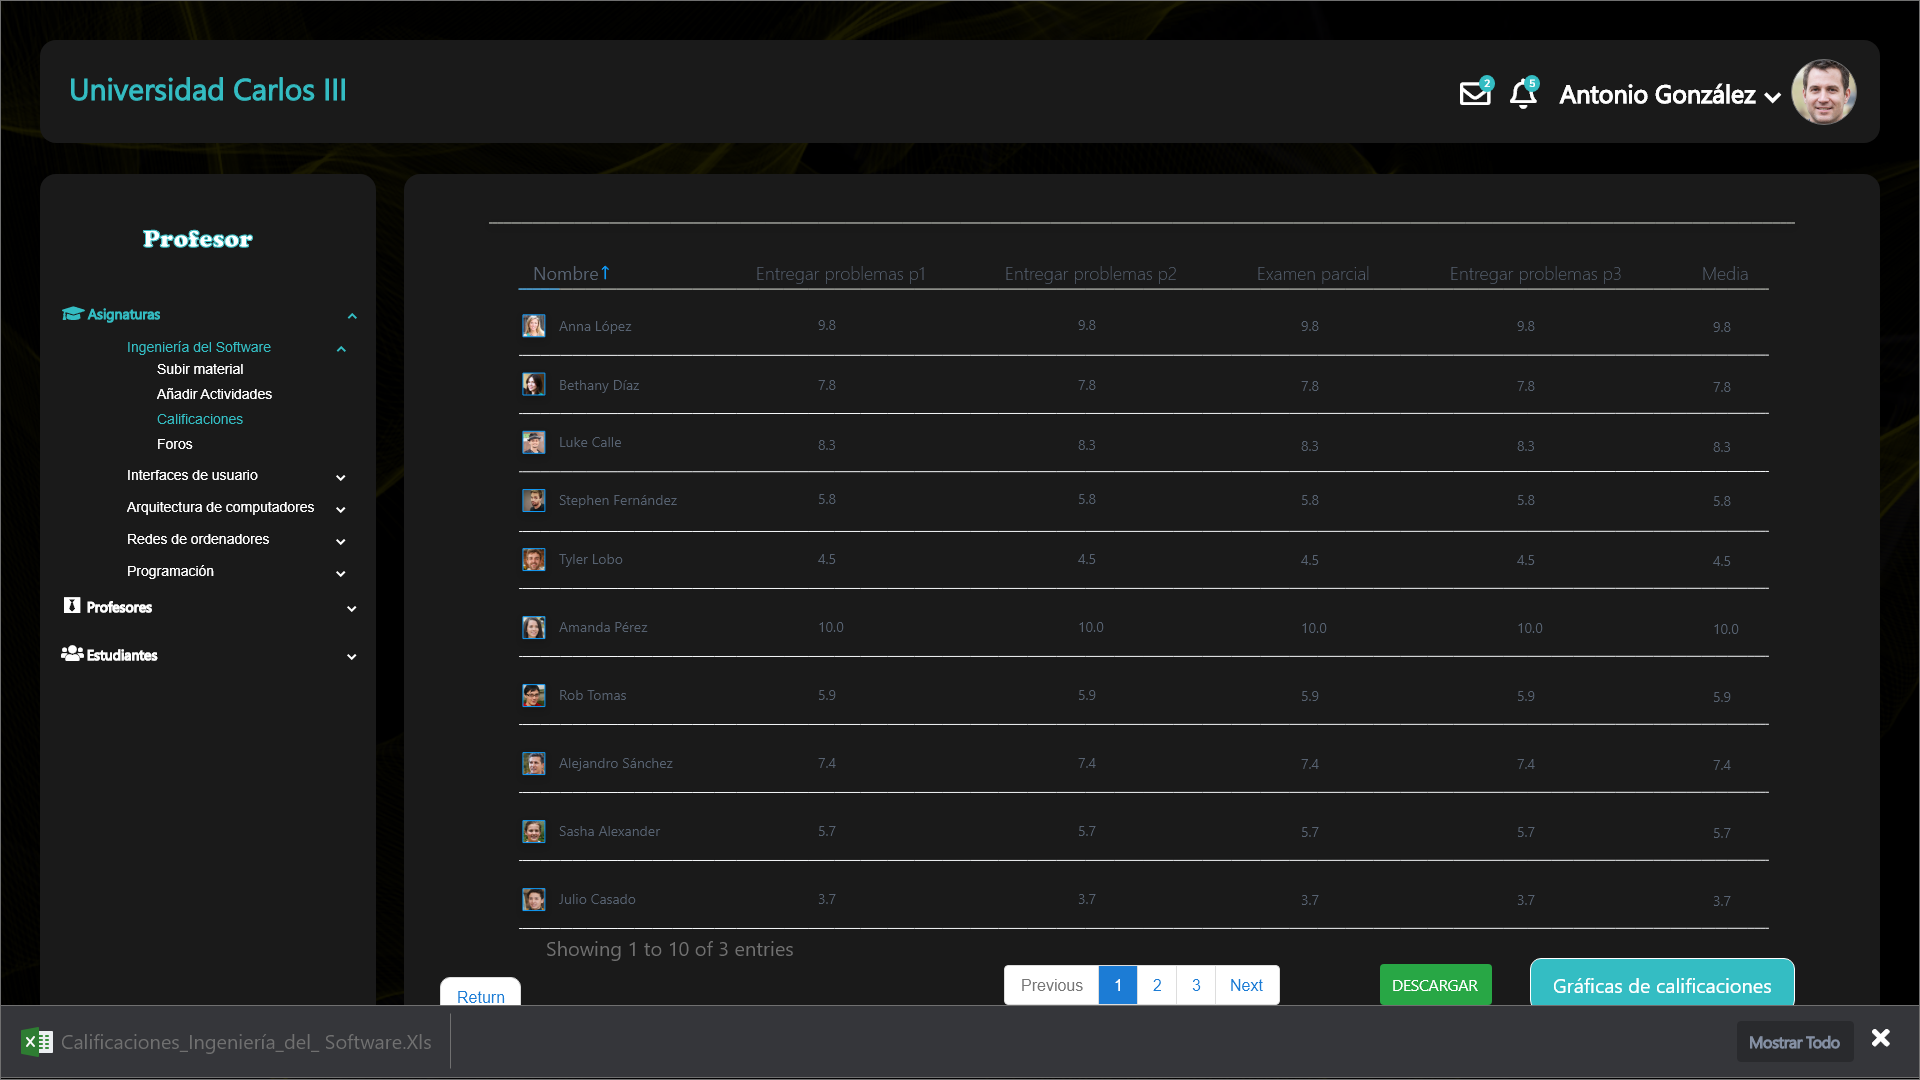 Universidad Carlos III
2
5
Antonio González
Profesor
Asignaturas
Ingeniería del Software
Subir material
Añadir Actividades
Calificaciones
Foros
Interfaces de usuario
Arquitectura de computadores
Redes de ordenadores
Programación
Profesores
Estudiantes
Nombre↑ Entregar problemas p1 Entregar problemas p2 Examen parcial Entregar problemas p3 Media
Anna López 9.8 9.8 9.8 9.8 9.8
Bethany Díaz 7.8 7.8 7.8 7.8 7.8
Luke Calle 8.3 8.3 8.3 8.3 8.3
Stephen Fernández 5.8 5.8 5.8 5.8 5.8
Tyler Lobo 4.5 4.5 4.5 4.5 4.5
Amanda Pérez 10.0 10.0 10.0 10.0 10.0
Rob Tomas 5.9 5.9 5.9 5.9 5.9
Alejandro Sánchez 7.4 7.4 7.4 7.4 7.4
Sasha Alexander 5.7 5.7 5.7 5.7 5.7
Julio Casado 3.7 3.7 3.7 3.7 3.7
Showing 1 to 10 of 3 entries
Return
Previous 1 2 3 Next
DESCARGAR
Gráficas de calificaciones
Calificaciones_Ingeniería_del_ Software.Xls
Mostrar Todo